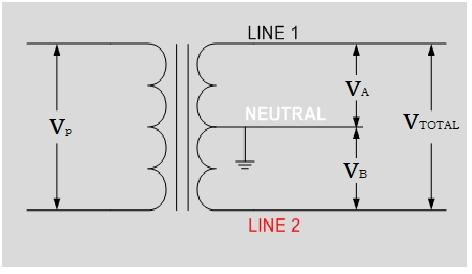 LINE 1
VA
NEUTRAL
Vp
VTOTAL
VB
LINE 2